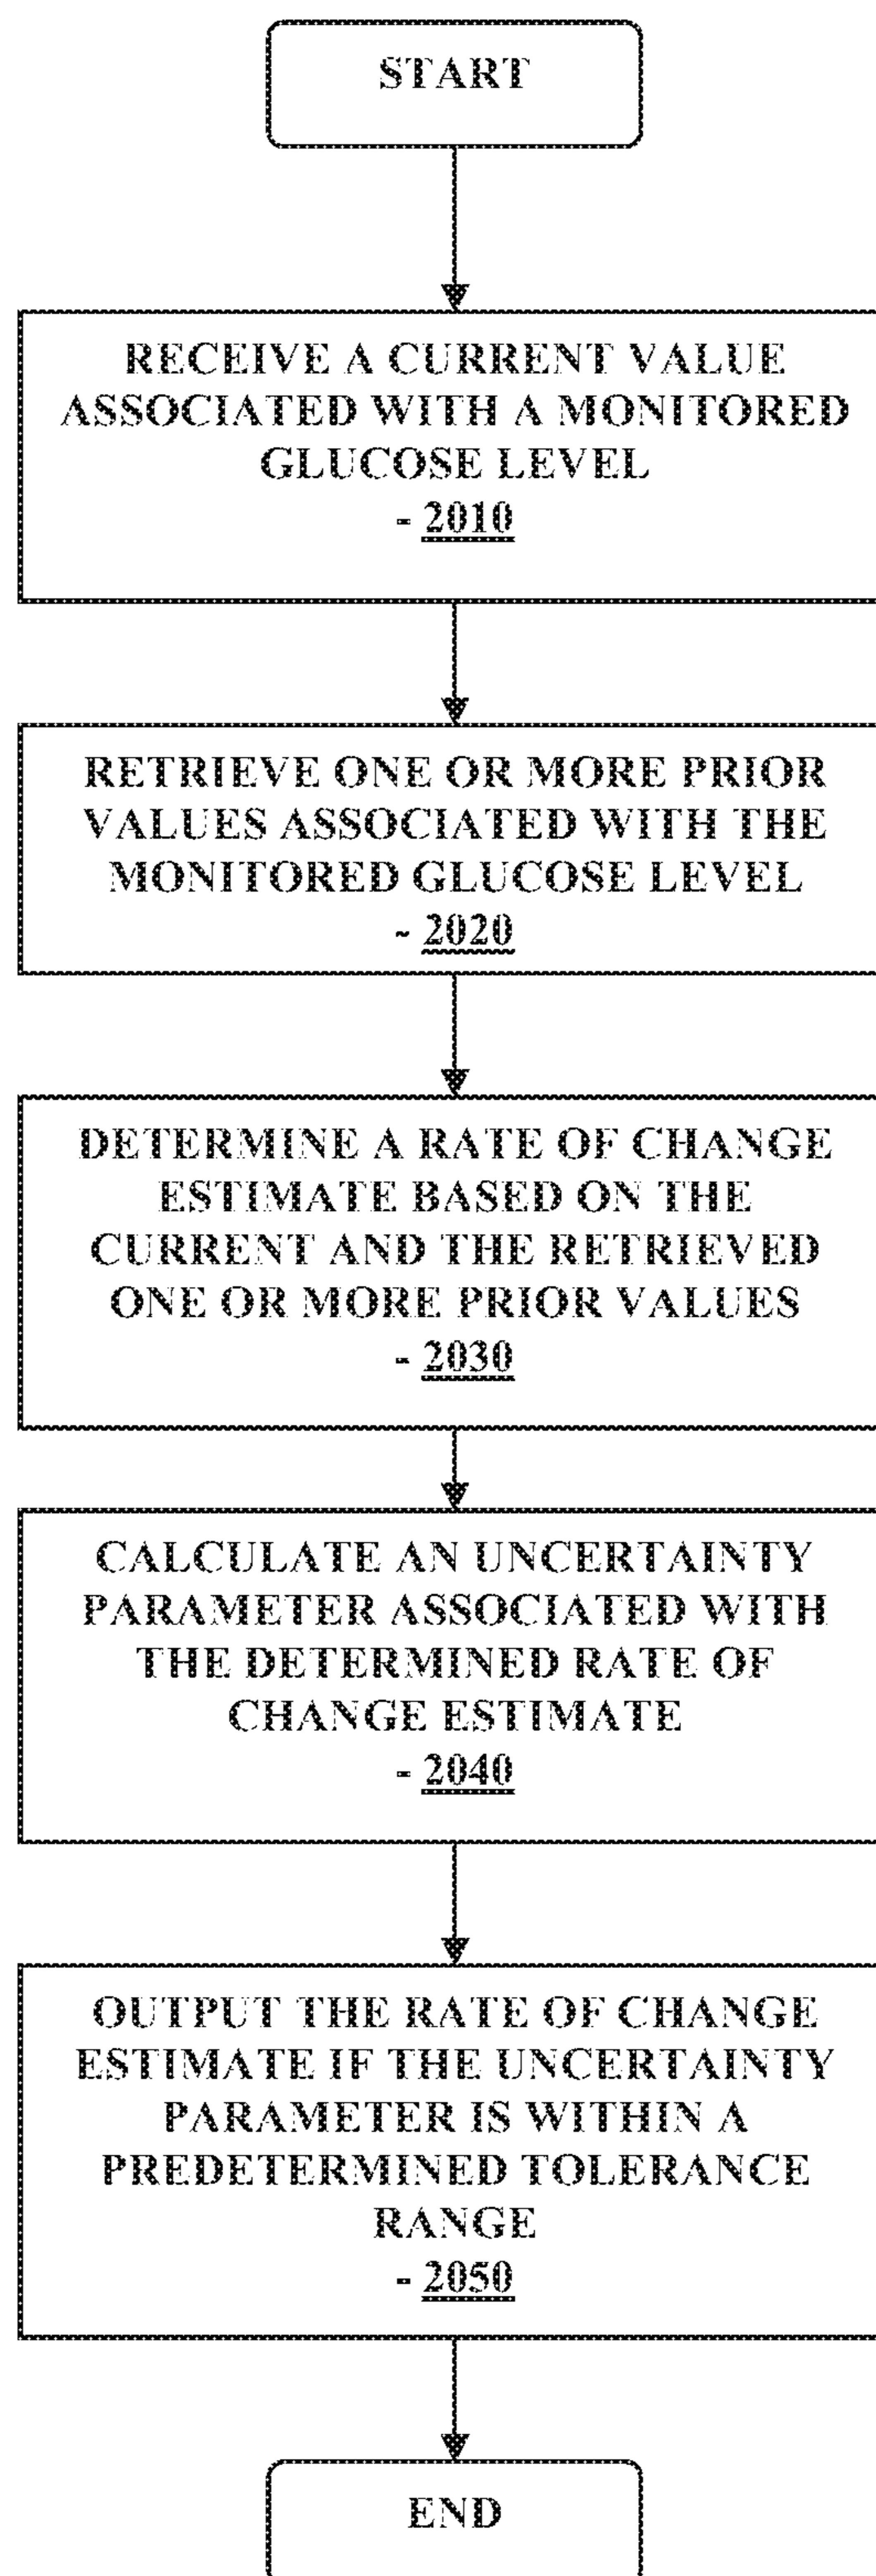 START
RECEIVE A CURRENT VALUE
ASSOCIATED WITH A MONITORED
GLUCOSE LEVEL
- 2010
RETRIEVE ONE OR MORE PRIOR
VALUES ASSOCIATED WITH THE
MONITORED GLUCOSE LEVEL
- 2020
DETERMINE A RATE OF CHANGE
ESTIMATE BASED ON THE
CURRENT AND THE RETRIEVED
ONE OR MORE PRIOR VALUES
- 2030
CALCULATE AN UNCERTAINTY
PARAMETER ASSOCIATED WITH
THE DETERMINED RATE OF
CHANGE ESTIMATE
- 2040
OUTPUT THE RATE OF CHANGE
ESTIMATE IF THE UNCERTAINTY
PARAMETER IS WITHIN A
PREDETERMINED TOLERANCE
RANGE
- 2050
END